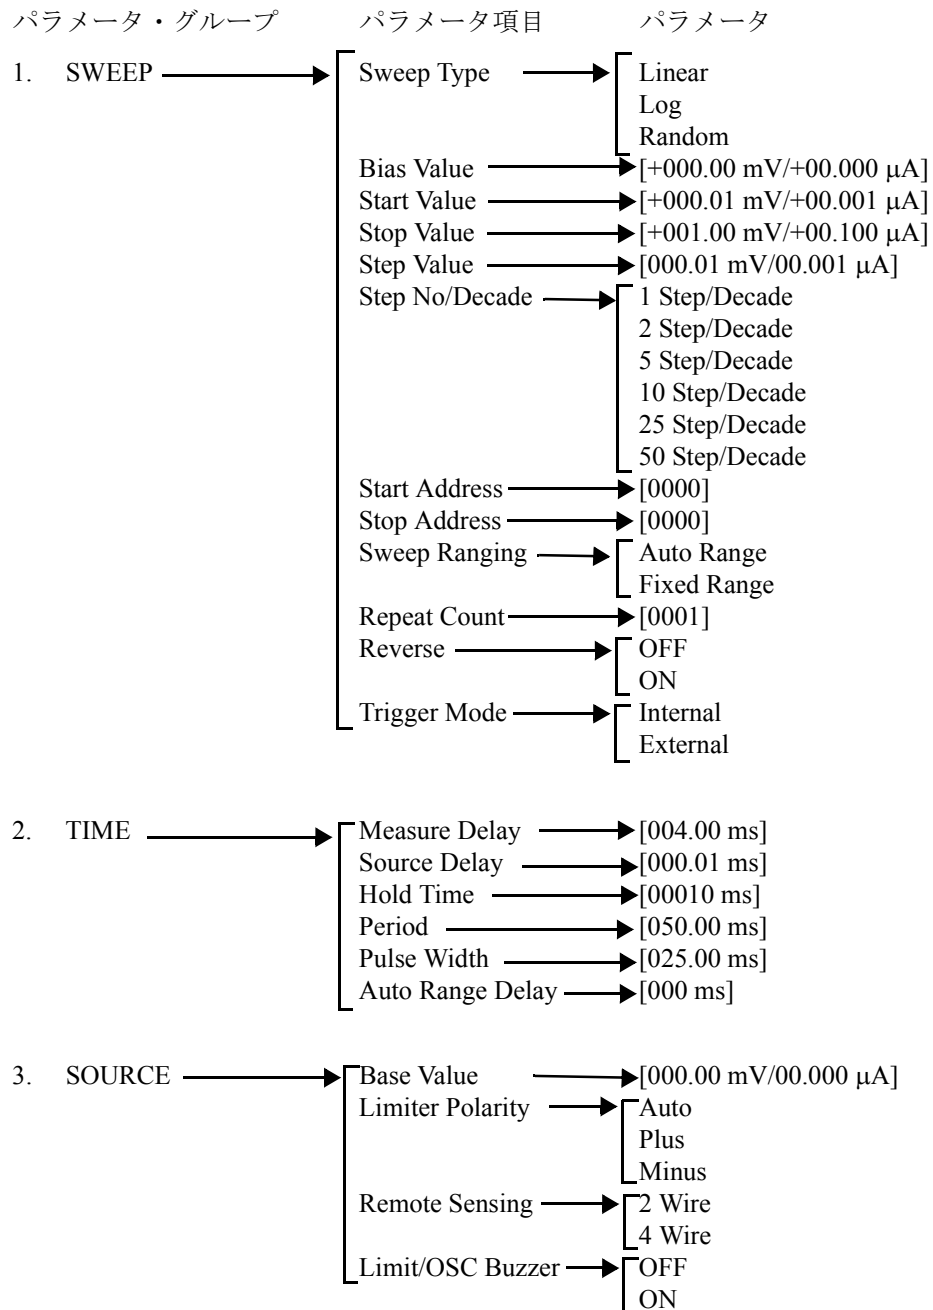 パラメータ・グループ パラメータ項目 パラメータ
1. SWEEP Sweep Type Linear
Log
Random
Bias Value [+000.00 mV/+00.000 μA]
Start Value [+000.01 mV/+00.001 μA]
Stop Value [+001.00 mV/+00.100 μA]
Step Value [000.01 mV/00.001 μA]
Step No/Decade 1 Step/Decade
2 Step/Decade
5 Step/Decade
10 Step/Decade
25 Step/Decade
50 Step/Decade
Start Address [0000]
Stop Address [0000]
Sweep Ranging Auto Range
Fixed Range
Repeat Count [0001]
Reverse OFF
ON
Trigger Mode Internal
External
2. TIME Measure Delay [004.00 ms]
Source Delay [000.01 ms]
Hold Time [00010 ms]
Period [050.00 ms]
Pulse Width [025.00 ms]
Auto Range Delay [000 ms]
3. SOURCE Base Value [000.00 mV/00.000 μA]
Limiter Polarity Auto
Plus
Minus
Remote Sensing 2 Wire
4 Wire
Limit/OSC Buzzer OFF
ON